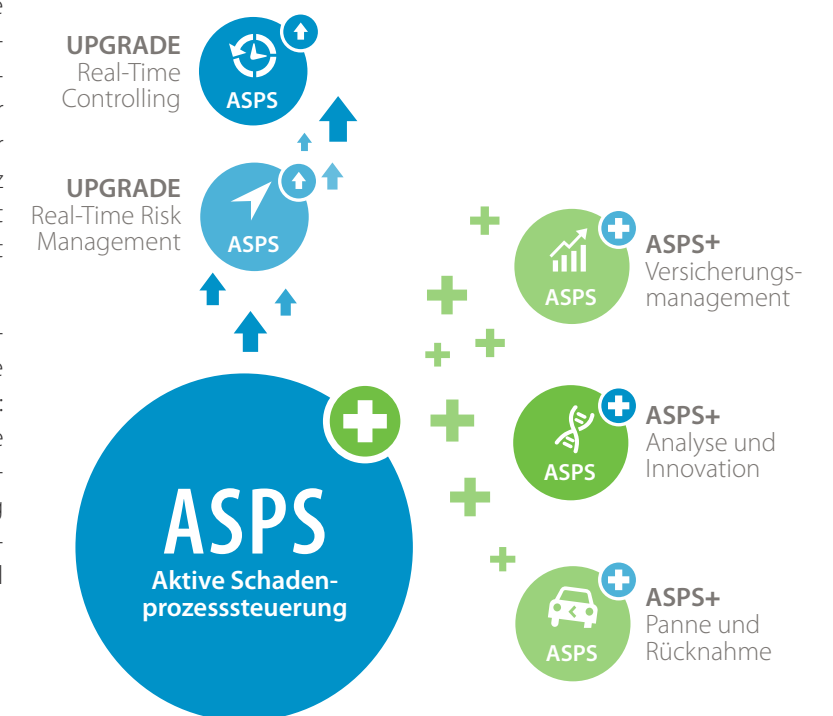 UPGRADE
Real-Time
Controlling
ASPS
UPGRADE
Real-Time Risk
Management
ASPS
ASPS
Aktive Schaden-
prozesssteuerung
ASPS
ASPS+
Versicherungs-
management
ASPS
ASPS+
Analyse und
Innovation
ASPS
ASPS+
Panne und
Rücknahme